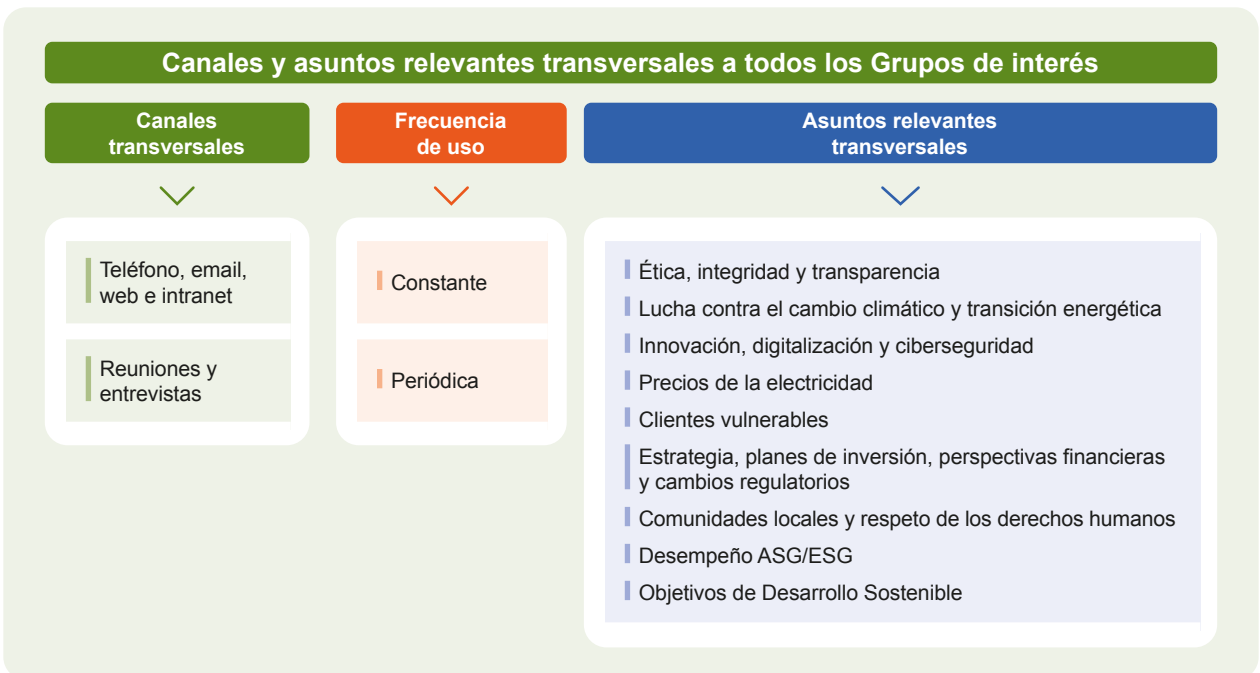 Canales y asuntos relevantes transversales a todos los Grupos de interés
Canales
transversales
Teléfono, email,
web e intranet
Reuniones y
entrevistas
Frecuencia
de uso
Constante
Periódica
Asuntos relevantes
transversales
Ética, integridad y transparencia
Lucha contra el cambio climático y transición energética
Innovación, digitalización y ciberseguridad
Precios de la electricidad
Clientes vulnerables
Estrategia, planes de inversión, perspectivas financieras
y cambios regulatorios
Comunidades locales y respeto de los derechos humanos
Desempeño ASG/ESG
Objetivos de Desarrollo Sostenible